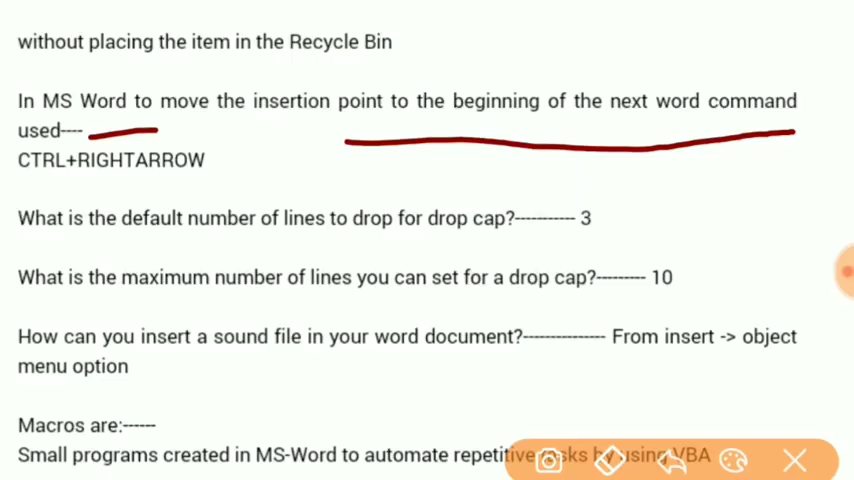 without placing the item in the Recycle Bin
In MS Word to move the insertion point to the beginning of the next word command
used----
CTRL+RIGHTARROW
What is the default number of lines to drop for drop cap?----------- 3
What is the maximum number of lines you can set for a drop cap?--------- 10
How can you insert a sound file in your word document?--------------- From insert -> object
menu option
Macros are:------
Small programs created in MS-Word to automate repetitive tasks by using VBA